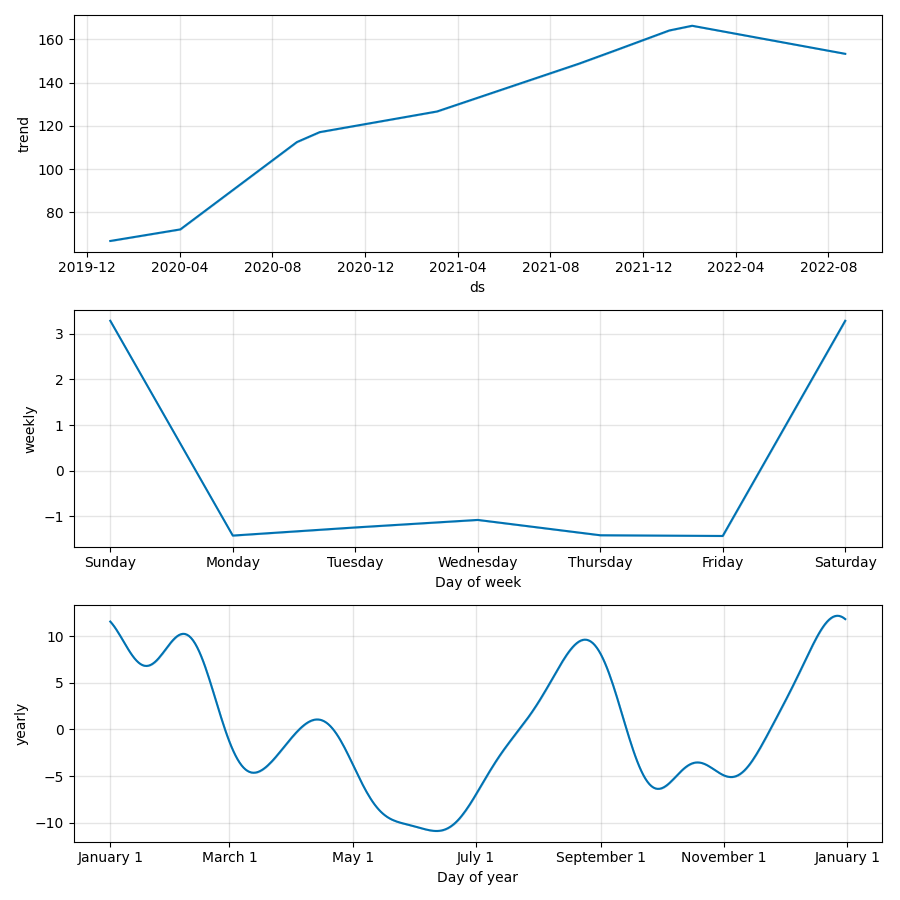 160
140
120
100
80
trend
2019-12 2020-04 2020-08 2020-12 2021-04 2021-08 2021-12 2022-04 2022-08
ds
3
2
1
0
−1
weekly
Sunday Monday Tuesday Wednesday Thursday Friday Saturday
Day of week
10
5
0
−5
−10
yearly
January 1 March 1 May 1 July 1 September 1 November 1 January 1
Day of year